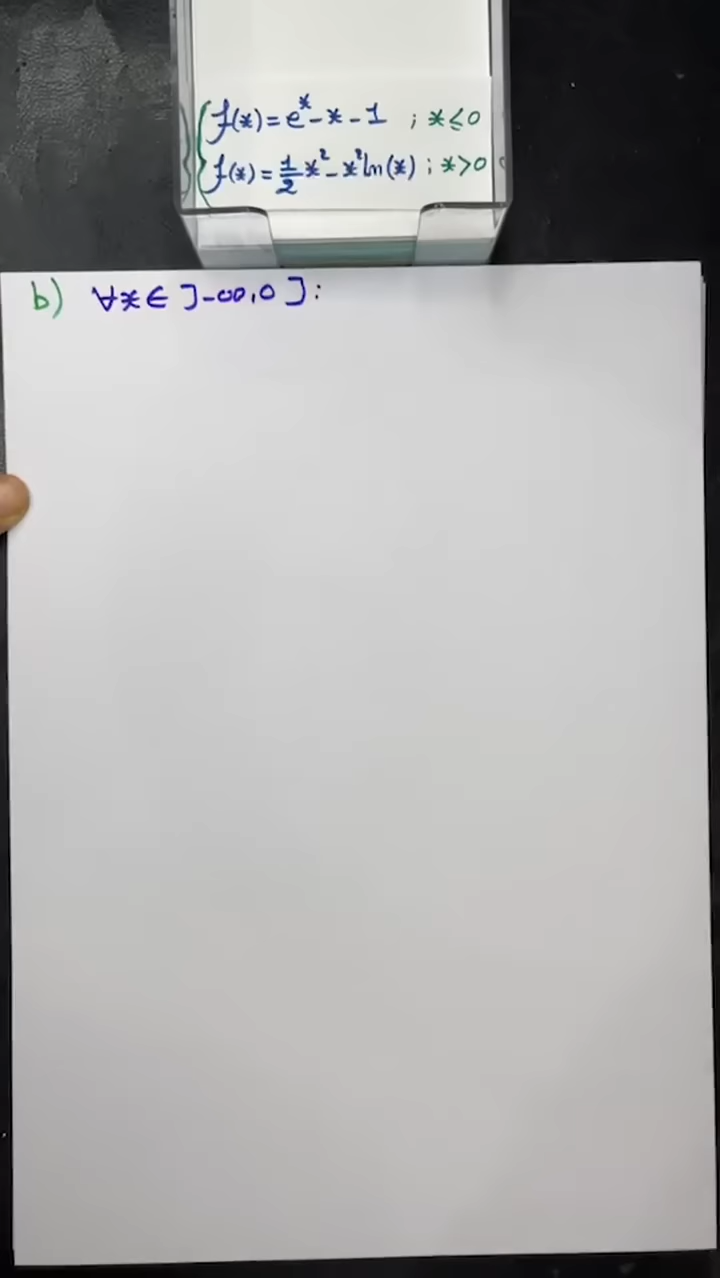 f(x) = e^x - x - 1 ; x ≤ 0
f(x) = 1/2 x² - x² ln(x) ; x > 0
b) ∀x ∈ ]-∞, 0]: